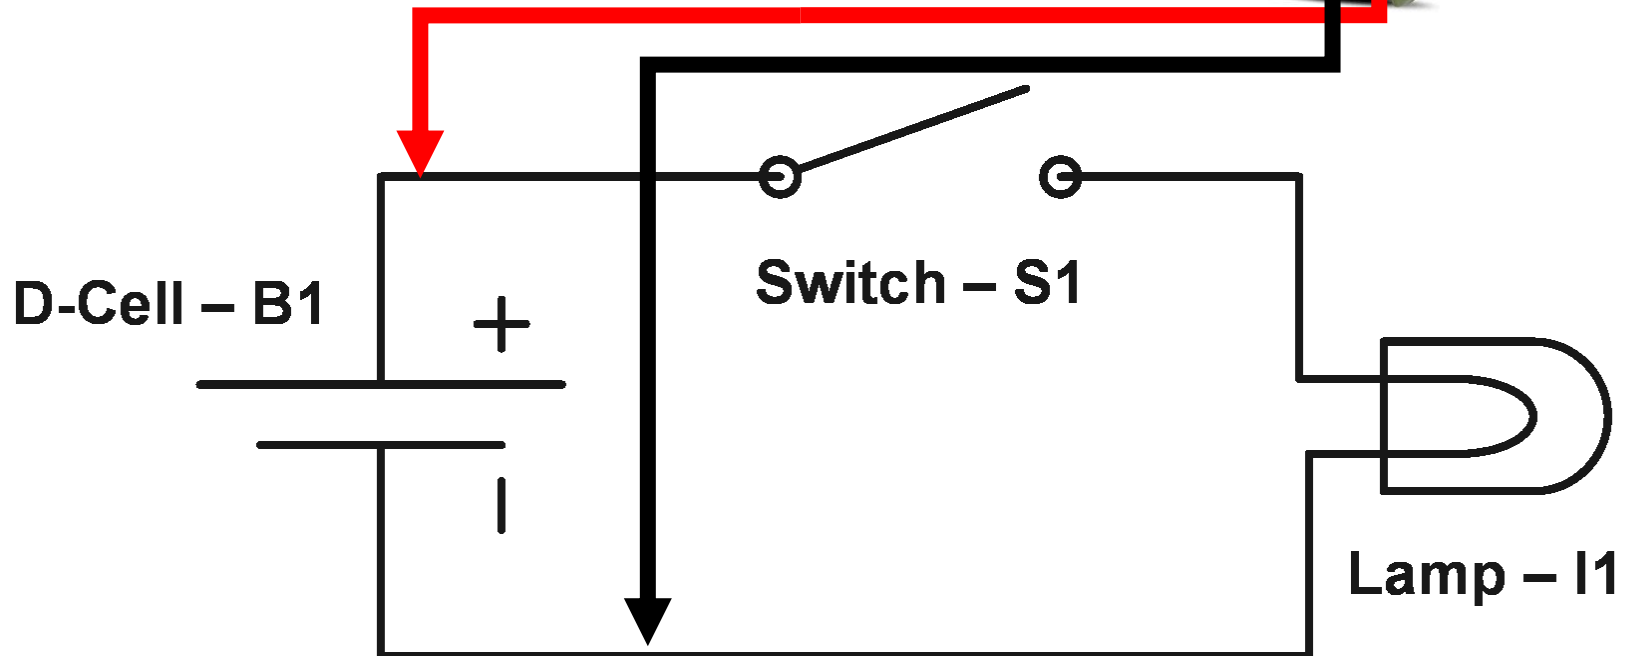 Switch – S1
D-Cell – B1
+
–
Lamp – I1